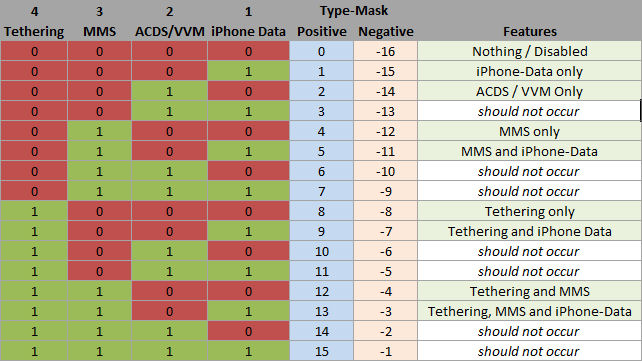 4 3 2 1 Type-Mask
Tethering MMS ACDS/VVM iPhone Data Positive Negative Features
0 0 0 0 0 -16 Nothing / Disabled
0 0 0 1 1 -15 iPhone-Data only
0 0 1 0 2 -14 ACDS / VVM Only
0 0 1 1 3 -13 should not occur
0 1 0 0 4 -12 MMS only
0 1 0 1 5 -11 MMS and iPhone-Data
0 1 1 0 6 -10 should not occur
0 1 1 1 7 -9 should not occur
1 0 0 0 8 -8 Tethering only
1 0 0 1 9 -7 Tethering and iPhone Data
1 0 1 0 10 -6 should not occur
1 0 1 1 11 -5 should not occur
1 1 0 0 12 -4 Tethering and MMS
1 1 0 1 13 -3 Tethering, MMS and iPhone-Data
1 1 1 0 14 -2 should not occur
1 1 1 1 15 -1 should not occur